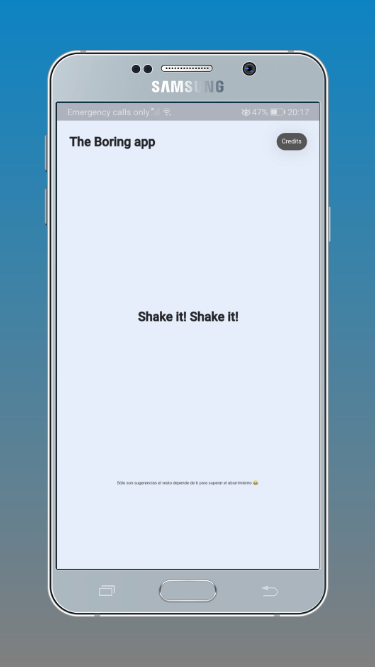 SAMSUNG
Emergency calls only
47% 20:17
The Boring app
Credits
Shake it! Shake it!
Sólo son sugerencias el resto depende de ti para superar el aburrimiento 😂